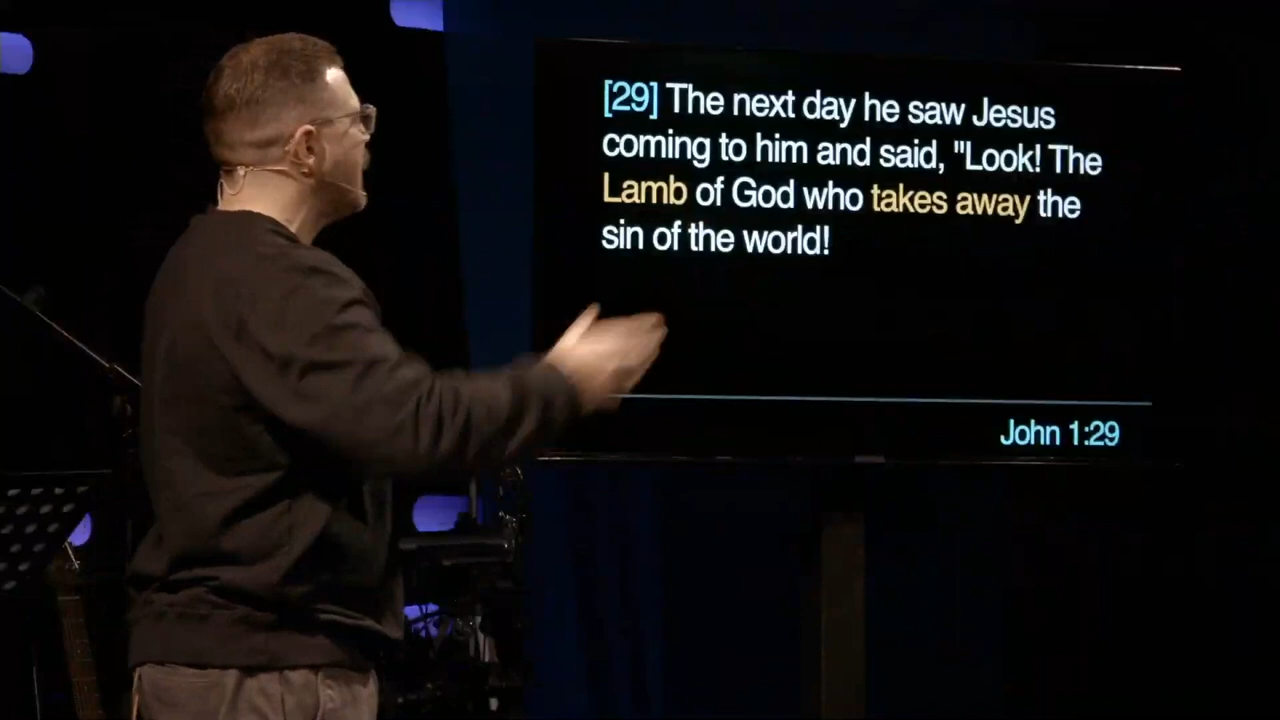 [29] The next day he saw Jesus
coming to him and said, "Look! The
Lamb of God who takes away the
sin of the world!
John 1:29